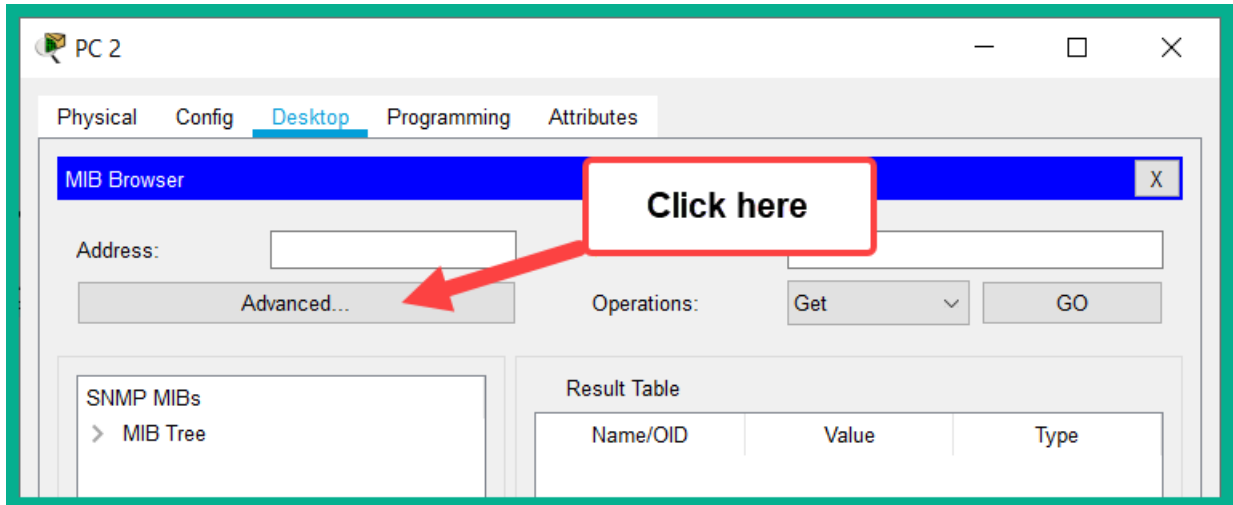 PC 2
Physical Config Desktop Programming Attributes
MIB Browser X
Click here
Address:
Advanced... Operations: Get GO
SNMP MIBs
MIB Tree
Result Table
Name/OID Value Type